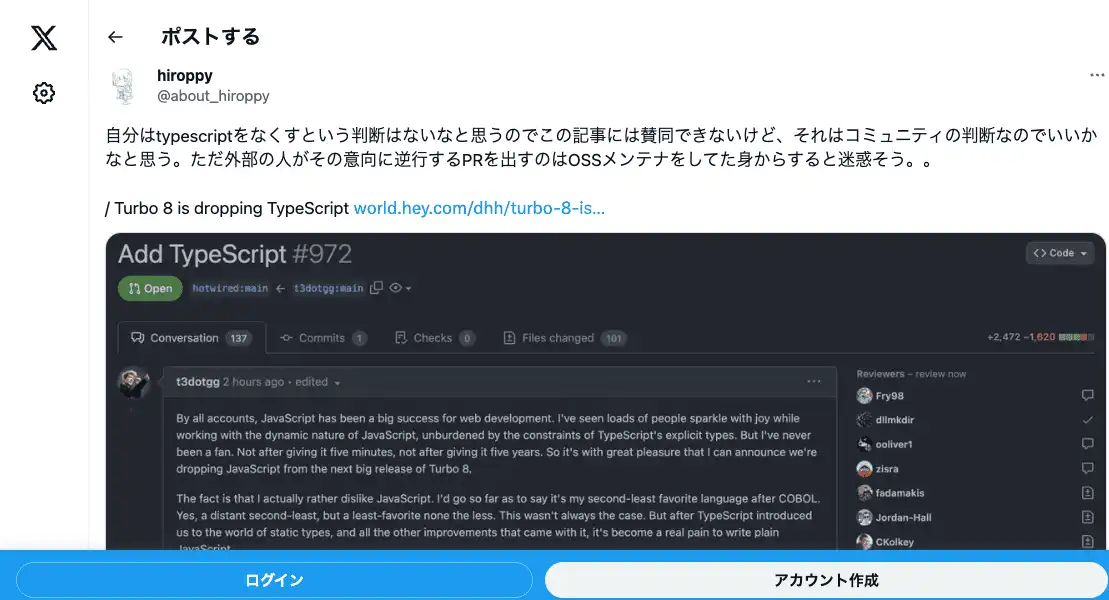 ポストする
hiroppy
@about_hiroppy
自分はtypescriptをなくすという判断はないなと思うのでこの記事には賛同できないけど、それはコミュニティの判断なのでいいか
なと思う。ただ外部の人がその意向に逆行するPRを出すのはOSSメンテナをしてた身からすると迷惑そう。。
/ Turbo 8 is dropping TypeScript world.hey.com/dhh/turbo-8-is...
Add TypeScript #972
Code
Open hotwired:main ← t3dotgg:main
Conversation 137 Commits 1 Checks 0 Files changed 101 +2,472 −1,620
t3dotgg 2 hours ago • edited
By all accounts, JavaScript has been a big success for web development. I've seen loads of people sparkle with joy while
working with the dynamic nature of JavaScript, unburdened by the constraints of TypeScript's explicit types. But I've never
been a fan. Not after giving it five minutes, not after giving it five years. So it's with great pleasure that I can announce we're
dropping JavaScript from the next big release of Turbo 8.
The fact is that I actually rather dislike JavaScript. I'd go so far as to say it's my second-least favorite language after COBOL.
Yes, a distant second-least, but a least-favorite none the less. This wasn't always the case. But after TypeScript introduced
us to the world of static types, and all the other improvements that came with it, it's become a real pain to write plain
JavaScript.
Reviewers – review now
Fry98
dllmkdir
ooliver1
zisra
fadamakis
Jordan-Hall
CKolkey
ログイン
アカウント作成